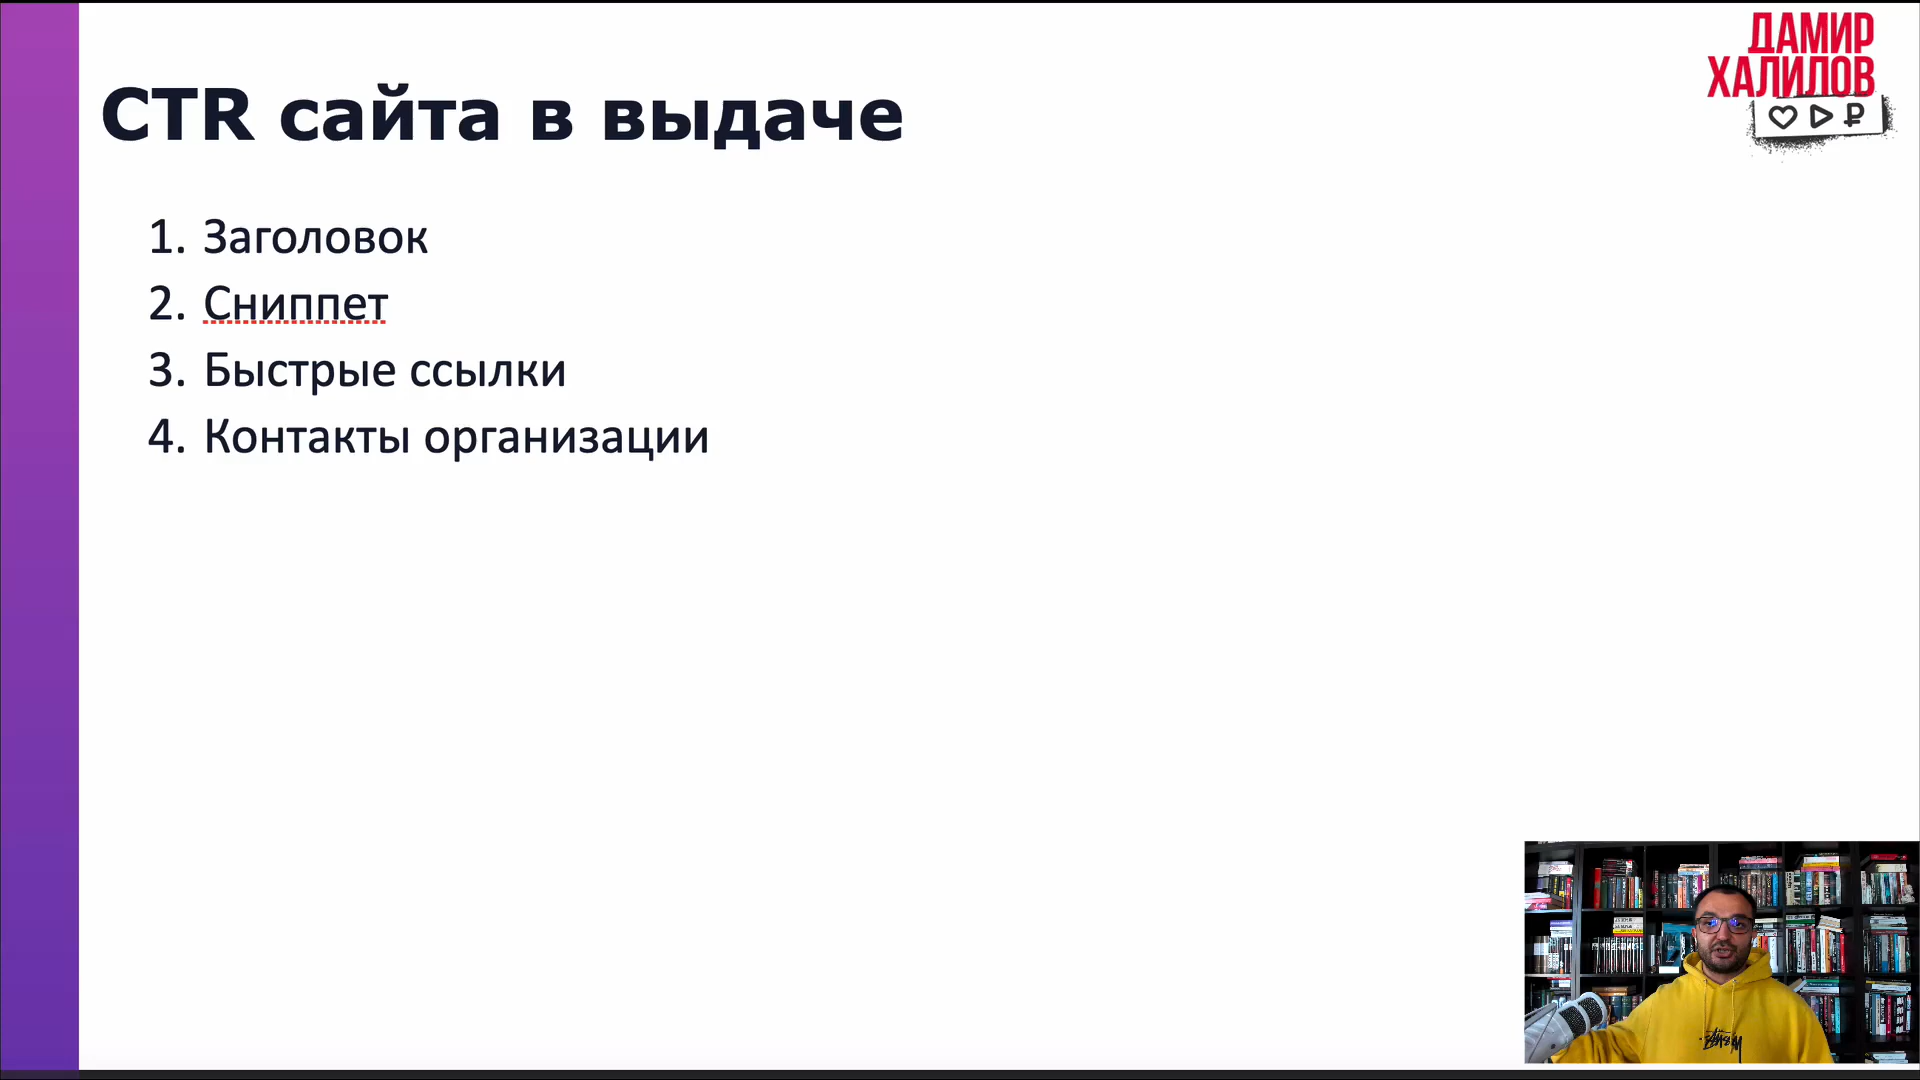 ДАМИР
ХАЛИЛОВ
CTR сайта в выдаче
1. Заголовок
2. Сниппет
3. Быстрые ссылки
4. Контакты организации